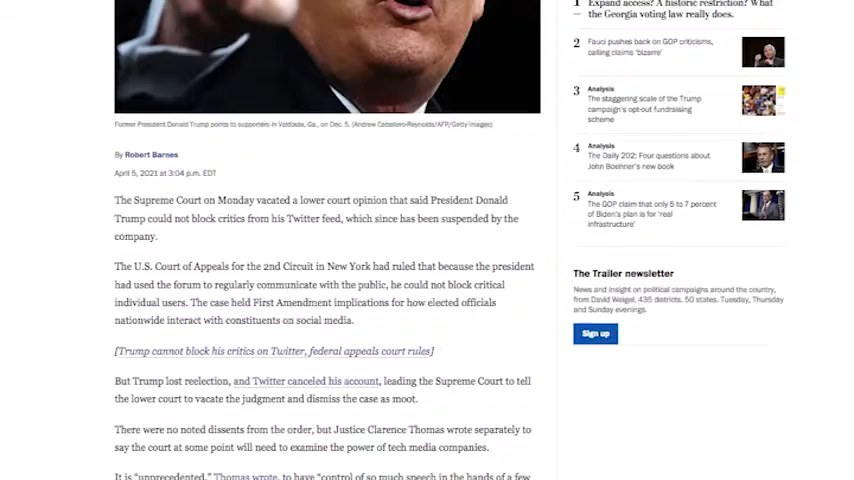 Former President Donald Trump points to supporters in Valdosta, Ga., on Dec. 5. (Andrew Caballero-Reynolds/AFP/Getty Images)
By Robert Barnes
April 5, 2021 at 3:04 p.m. EDT
The Supreme Court on Monday vacated a lower court opinion that said President Donald
Trump could not block critics from his Twitter feed, which since has been suspended by the
company.
The U.S. Court of Appeals for the 2nd Circuit in New York had ruled that because the president
had used the forum to regularly communicate with the public, he could not block critical
individual users. The case held First Amendment implications for how elected officials
nationwide interact with constituents on social media.
[Trump cannot block his critics on Twitter, federal appeals court rules]
But Trump lost reelection, and Twitter canceled his account, leading the Supreme Court to tell
the lower court to vacate the judgment and dismiss the case as moot.
There were no noted dissents from the order, but Justice Clarence Thomas wrote separately to
say the court at some point will need to examine the power of tech media companies.
It is “unprecedented,” Thomas wrote, to have “control of so much speech in the hands of a few
1 Expand access? A historic restriction? What
the Georgia voting law really does.
2 Fauci pushes back on GOP criticisms,
calling claims ‘bizarre’
3 Analysis
The staggering scale of the Trump
campaign’s opt-out fundraising
scheme
4 Analysis
The Daily 202: Four questions about
John Boehner’s new book
5 Analysis
The GOP claim that only 5 to 7 percent
of Biden’s plan is for ‘real
infrastructure’
The Trailer newsletter
News and insight on political campaigns around the country,
from David Weigel. 435 districts. 50 states. Tuesday, Thursday
and Sunday evenings.
Sign up